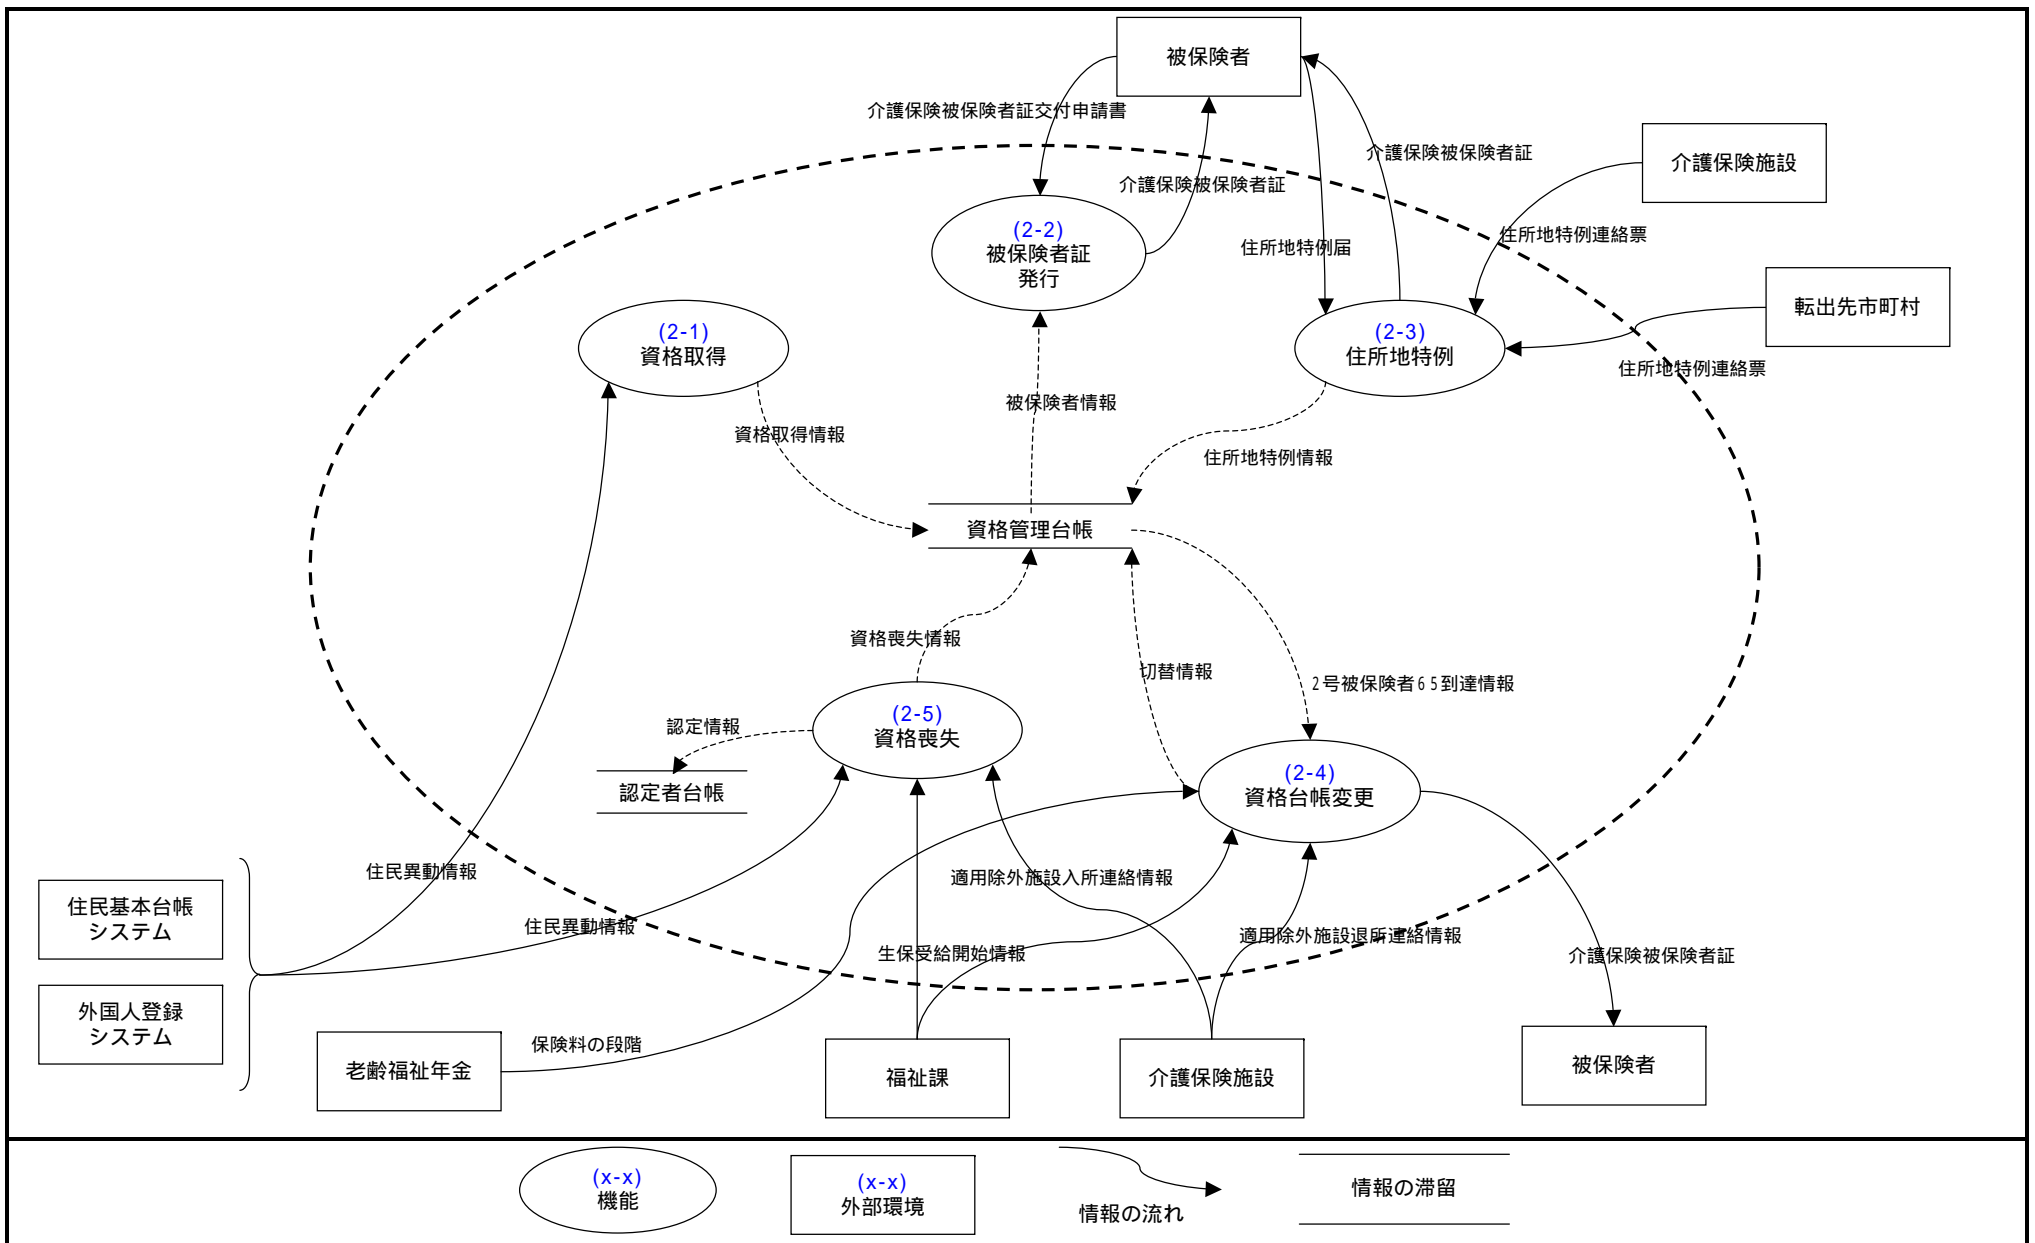 被保険者
介護保険被保険者証交付申請書
介護保険被保険者証
介護保険施設
介護保険被保険者証
(2-2)
被保険者証
発行
住所地特例届
住所地特例連絡票
転出先市町村
(2-1)
資格取得
(2-3)
住所地特例
住所地特例連絡票
被保険者情報
資格取得情報
住所地特例情報
資格管理台帳
資格喪失情報
切替情報
2号被保険者65到達情報
(2-5)
資格喪失
認定情報
認定者台帳
(2-4)
資格台帳変更
住民異動情報
適用除外施設入所連絡情報
住民基本台帳
システム
住民異動情報
生保受給開始情報
適用除外施設退所連絡情報
介護保険被保険者証
外国人登録
システム
保険料の段階
老齢福祉年金
福祉課
介護保険施設
被保険者
(x-x)
機能
(x-x)
外部環境
情報の流れ
情報の滞留